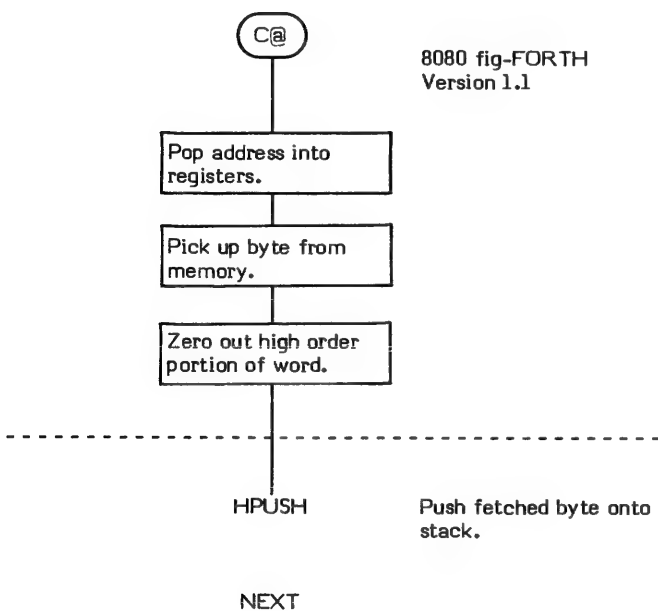 C@
8080 fig-FORTH
Version 1.1
Pop address into
registers.
Pick up byte from
memory.
Zero out high order
portion of word.
HPUSH
Push fetched byte onto
stack.
NEXT